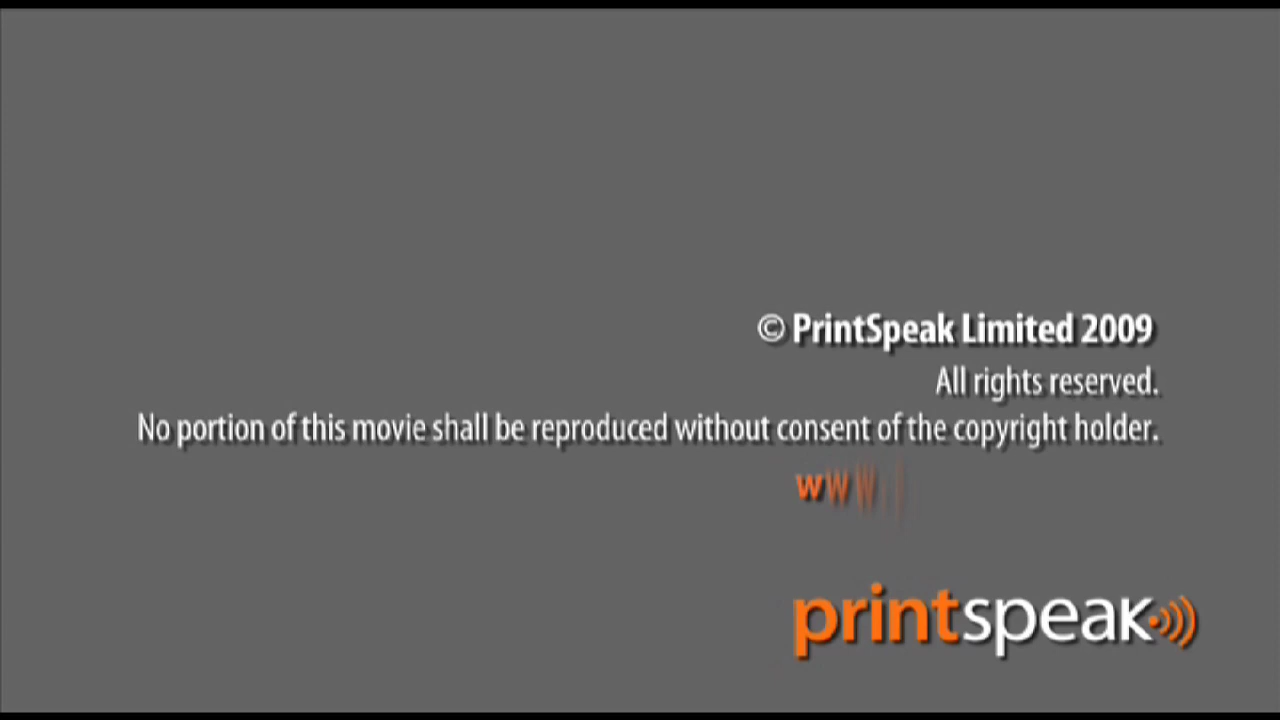 © PrintSpeak Limited 2009
All rights reserved.
No portion of this movie shall be reproduced without consent of the copyright holder.
www.
printspeak